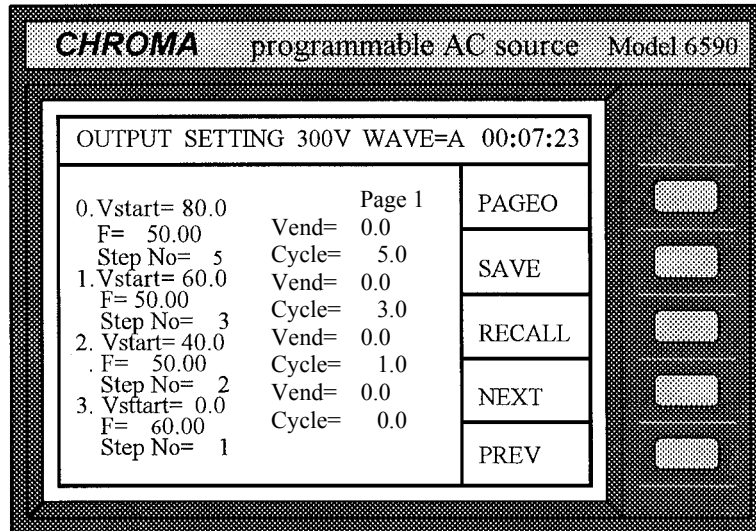 CHROMA programmable AC source Model 6590
OUTPUT SETTING 300V WAVE=A 00:07:23
Page 1
0. Vstart= 80.0 Vend= 0.0
F= 50.00 Cycle= 5.0
Step No= 5
1. Vstart= 60.0 Vend= 0.0
F= 50.00 Cycle= 3.0
Step No= 3
2. Vstart= 40.0 Vend= 0.0
F= 50.00 Cycle= 1.0
Step No= 2
3. Vsttart= 0.0 Vend= 0.0
F= 60.00 Cycle= 0.0
Step No= 1
PAGEO
SAVE
RECALL
NEXT
PREV